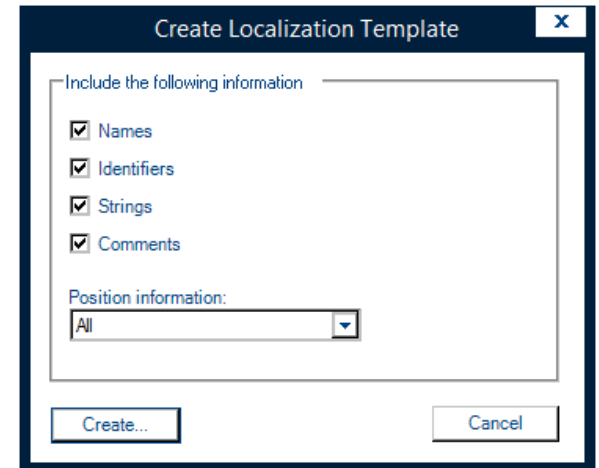 Create Localization Template
x
Include the following information
Names
Identifiers
Strings
Comments
Position information:
All
Create...
Cancel